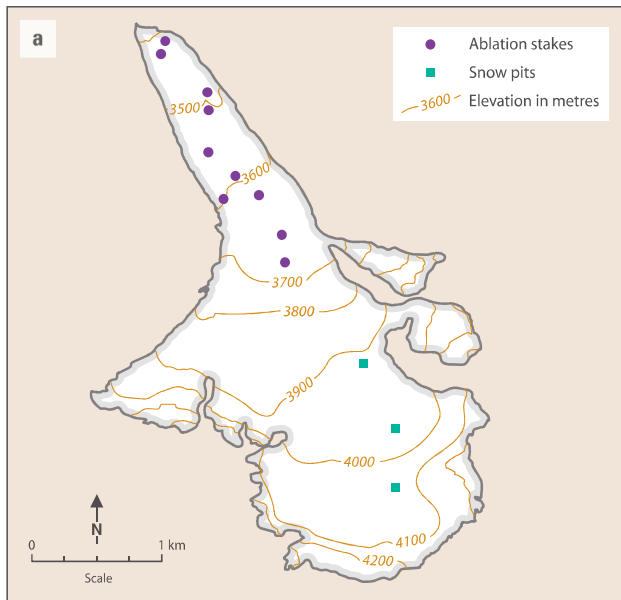 a
Ablation stakes
Snow pits
3600
Elevation in metres
3500
3600
3700
3800
3900
4000
4100
4200
N
0
1 km
Scale